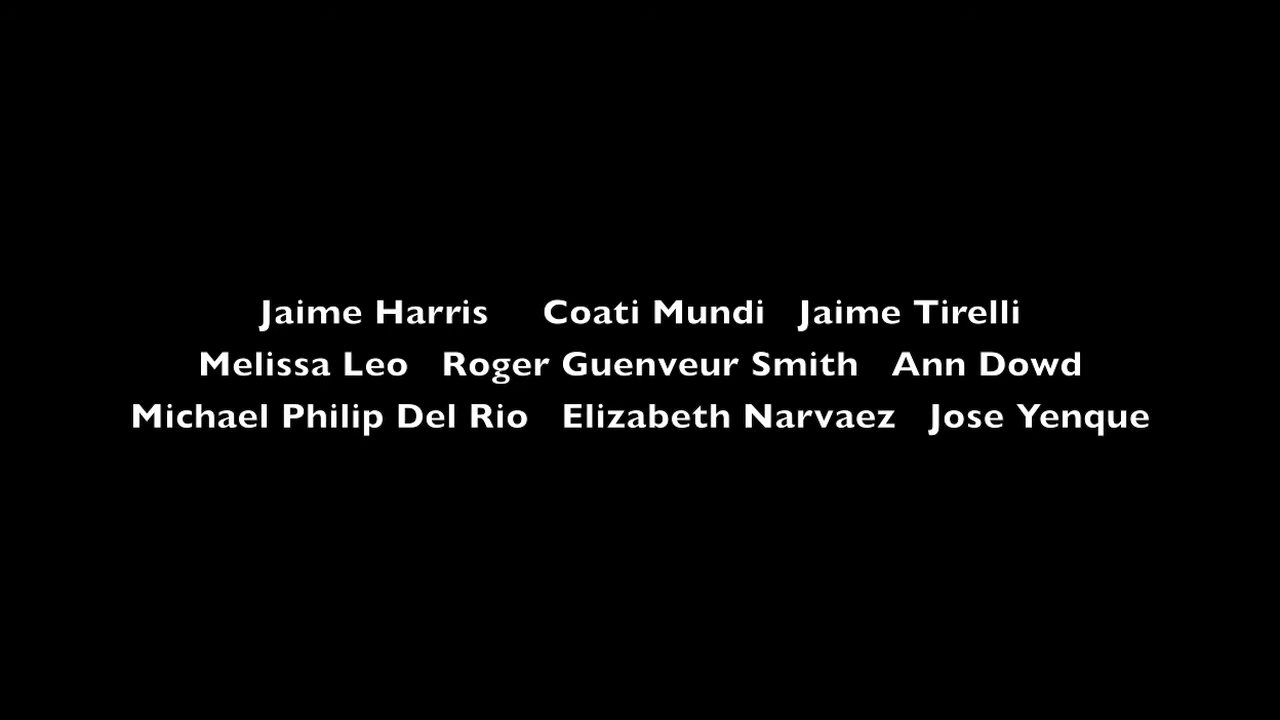 Jaime Harris Coati Mundi Jaime Tirelli
Melissa Leo Roger Guenveur Smith Ann Dowd
Michael Philip Del Rio Elizabeth Narvaez Jose Yenque